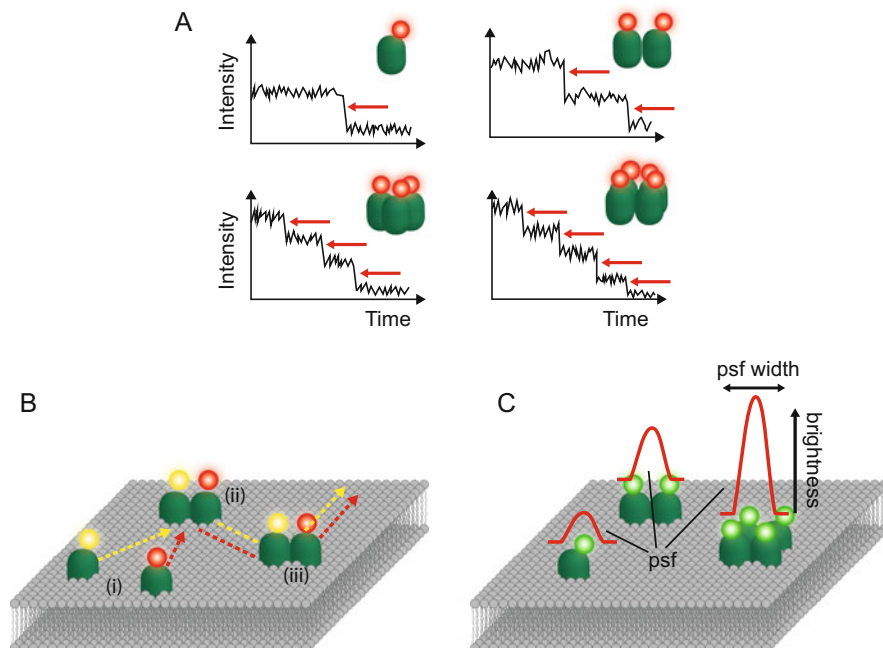 A
Intensity
Intensity
Time
Time
B
(i)
(ii)
(iii)
C
psf width
brightness
psf